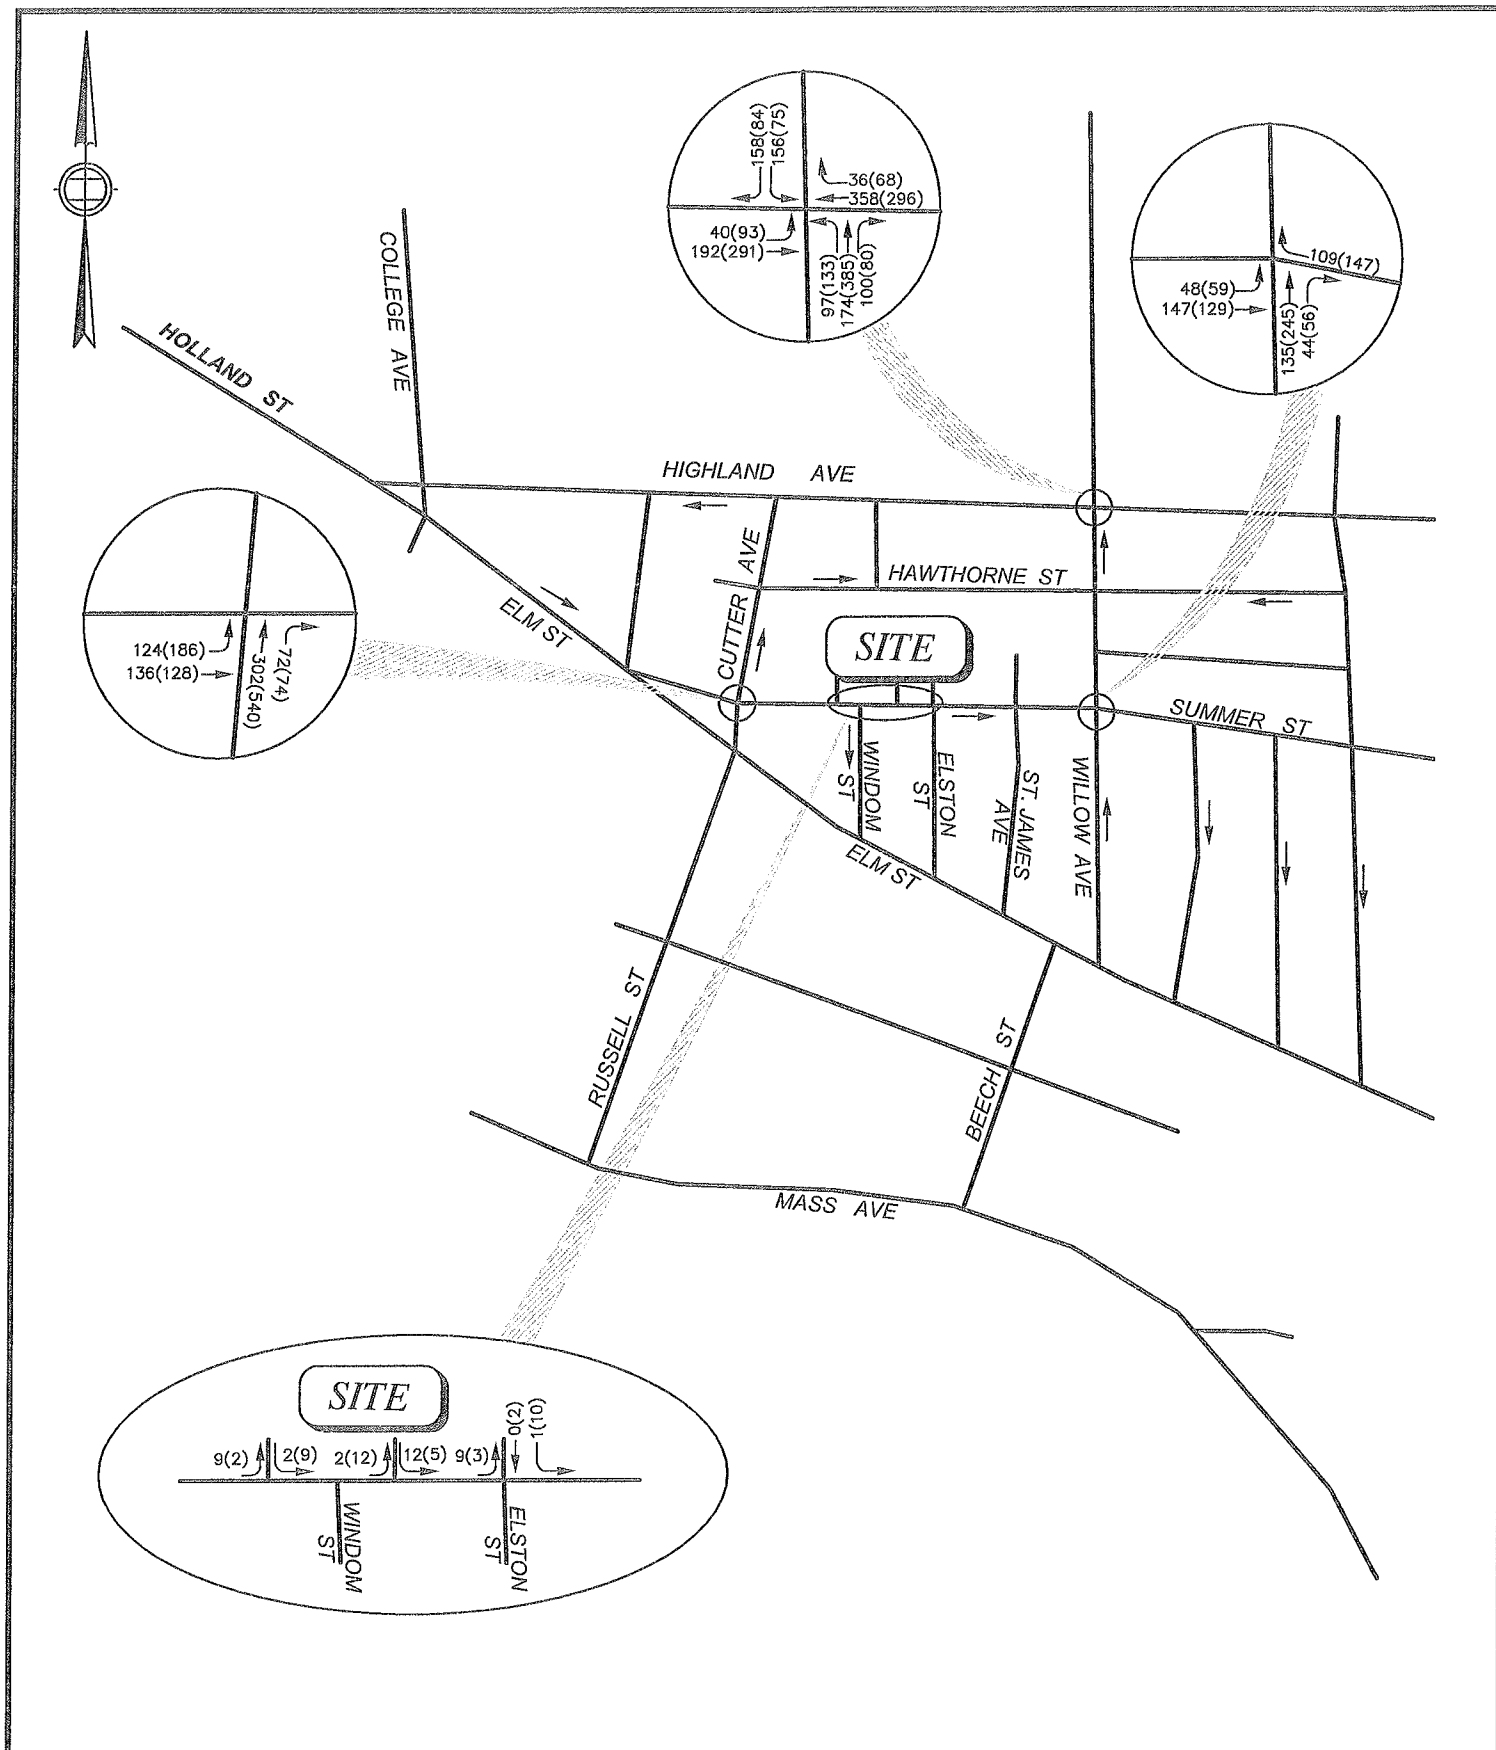 158(84)
156(75)
36(68)
358(296)
40(93)
192(291)
97(133)
174(385)
100(80)
109(147)
48(59)
147(129)
135(245)
44(56)
COLLEGE AVE
HOLLAND ST
HIGHLAND AVE
HAWTHORNE ST
CUTTER AVE
ELM ST
SITE
124(186)
136(128)
302(540)
72(74)
SUMMER ST
WINDOM
ST
ELSTON
ST
ST. JAMES
AVE
WILLOW AVE
ELM ST
RUSSELL ST
BEECH ST
MASS AVE
SITE
9(2)
2(9)
2(12)
12(5)
9(3)
0(2)
1(10)
WINDOM
ST
ELSTON
ST